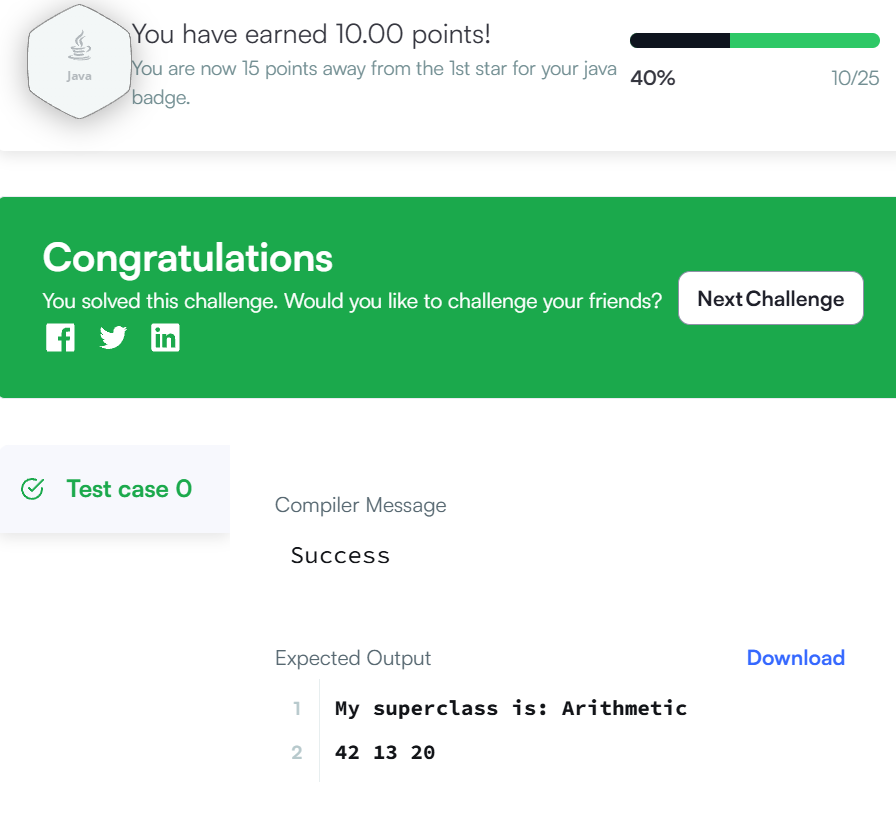 Java
You have earned 10.00 points!
You are now 15 points away from the 1st star for your java
badge.
40%
10/25
Congratulations
You solved this challenge. Would you like to challenge your friends?
Next Challenge
Test case 0
Compiler Message
Success
Expected Output
Download
1 My superclass is: Arithmetic
2 42 13 20